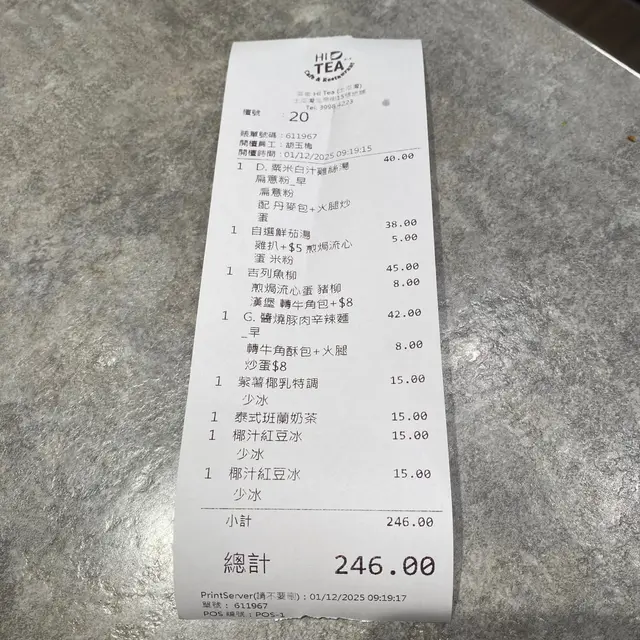 HI D
TEA
Cafe & Restaurant
Hi Tea
Tel:
檯號 : 20
賬單號碼：611967
開檯員工：胡玉梅
開檯時間：01/12/2025 09:19:15
1 D. 粟米白汁雞絲湯 40.00
扁意粉_早
扁意粉
配 丹麥包+火腿炒
蛋
1 自選鮮茄湯 38.00
雞扒+$5 煎焗流心 5.00
蛋 米粉
1 吉列魚柳 45.00
煎焗流心蛋 豬柳 8.00
漢堡 轉牛角包+$8
1 G. 醬燒豚肉辛辣麵 42.00
_早
轉牛角酥包+火腿 8.00
炒蛋$8
1 紫薯椰乳特調 15.00
少冰
1 泰式班蘭奶茶 15.00
1 椰汁紅豆冰 15.00
少冰
1 椰汁紅豆冰 15.00
少冰
小計 246.00
總計 246.00
PrintServer(請不要刪)：01/12/2025 09:19:17
單號： 611967
POS 編號：POS-1